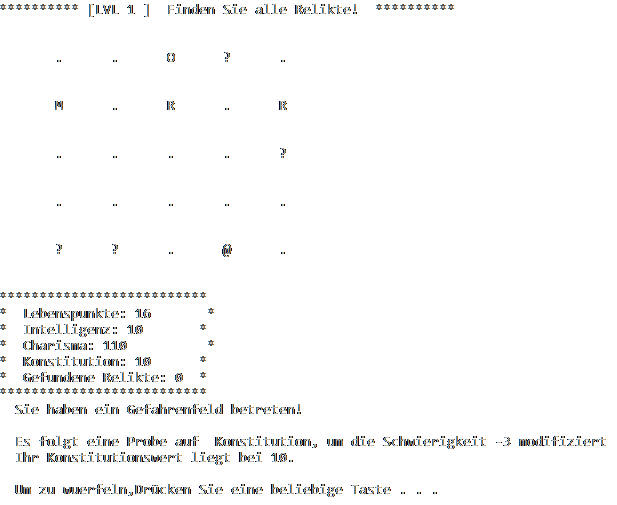 ********** [LVL 1 ]  Finden Sie alle Relikte!  **********
.      .      O      ?      .
M      .      R      .      R
.      .      .      .      ?
.      .      .      .      .
?      ?      .      @      .
**************************
*  Lebenspunkte: 16       *
*  Intelligenz: 10       *
*  Charisma: 110          *
*  Konstitution: 10      *
*  Gefundene Relikte: 0  *
**************************
Sie haben ein Gefahrenfeld betreten!
Es folgt eine Probe auf  Konstitution, um die Schwierigkeit -3 modifiziert
Ihr Konstitutionswert liegt bei 10.
Um zu wuerfeln,Drücken Sie eine beliebige Taste . . .